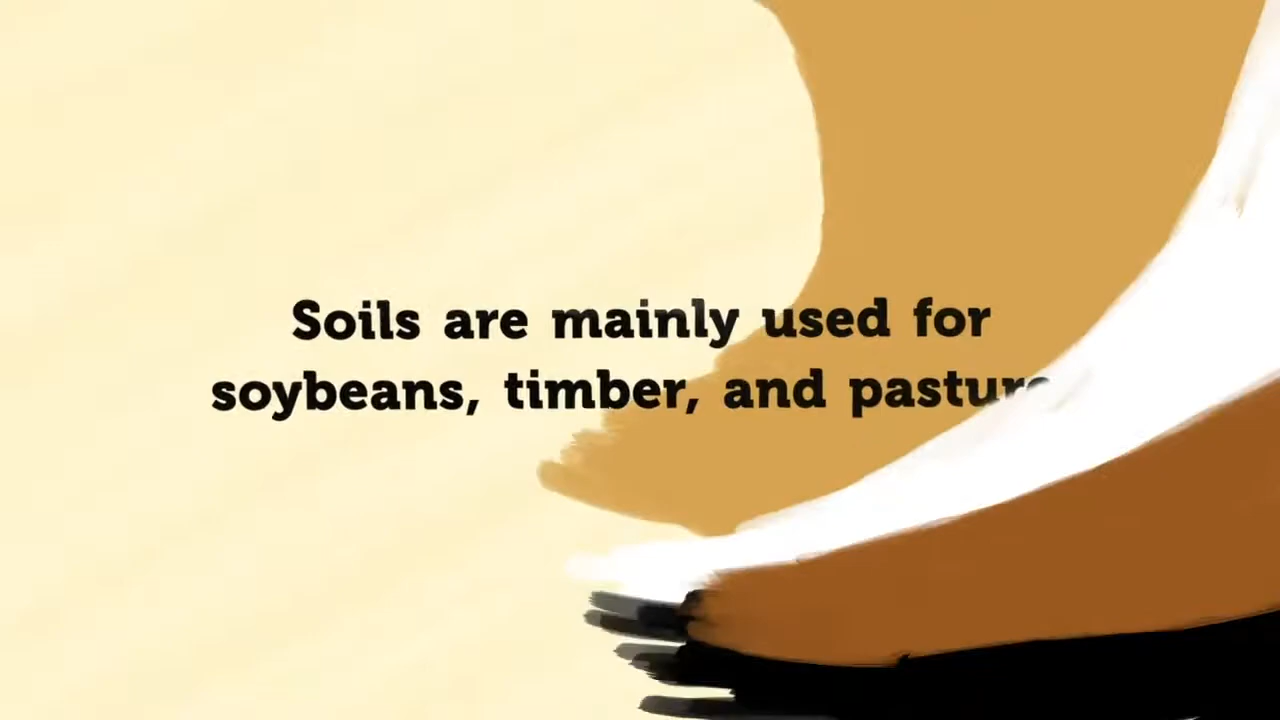 Soils are mainly used for
soybeans, timber, and pasture